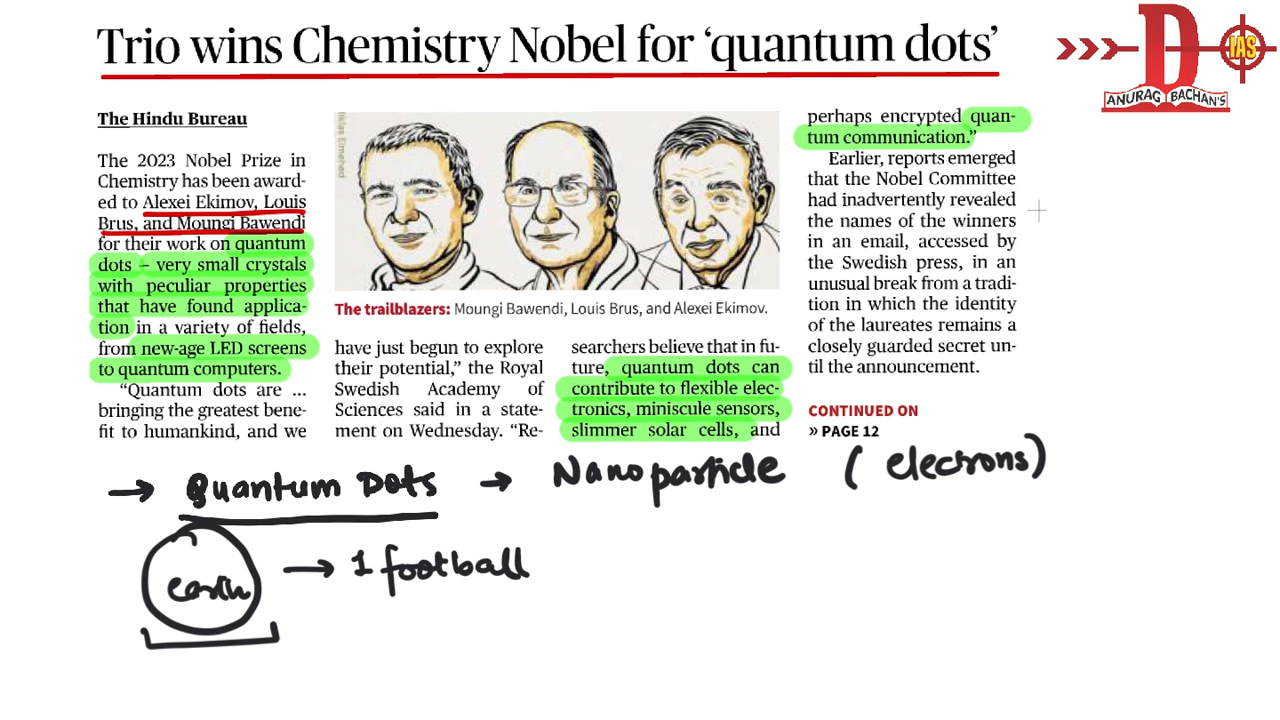 Trio wins Chemistry Nobel for ‘quantum dots’
D
IAS
ANURAG BACHAN'S
The Hindu Bureau
The 2023 Nobel Prize in
Chemistry has been award-
ed to Alexei Ekimov, Louis
Brus, and Moungi Bawendi
for their work on quantum
dots – very small crystals
with peculiar properties
that have found applica-
tion in a variety of fields,
from new-age LED screens
to quantum computers.
“Quantum dots are ...
bringing the greatest bene-
fit to humankind, and we
Niklas Elmehed
The trailblazers: Moungi Bawendi, Louis Brus, and Alexei Ekimov.
have just begun to explore
their potential,” the Royal
Swedish Academy of
Sciences said in a state-
ment on Wednesday. “Re-
searchers believe that in fu-
ture, quantum dots can
contribute to flexible elec-
tronics, miniscule sensors,
slimmer solar cells, and
perhaps encrypted quan-
tum communication.”
Earlier, reports emerged
that the Nobel Committee
had inadvertently revealed
the names of the winners
in an email, accessed by
the Swedish press, in an
unusual break from a tradi-
tion in which the identity
of the laureates remains a
closely guarded secret un-
til the announcement.
CONTINUED ON
» PAGE 12
→ Quantum Dots → Nanoparticle (electrons)
earth → 1 football